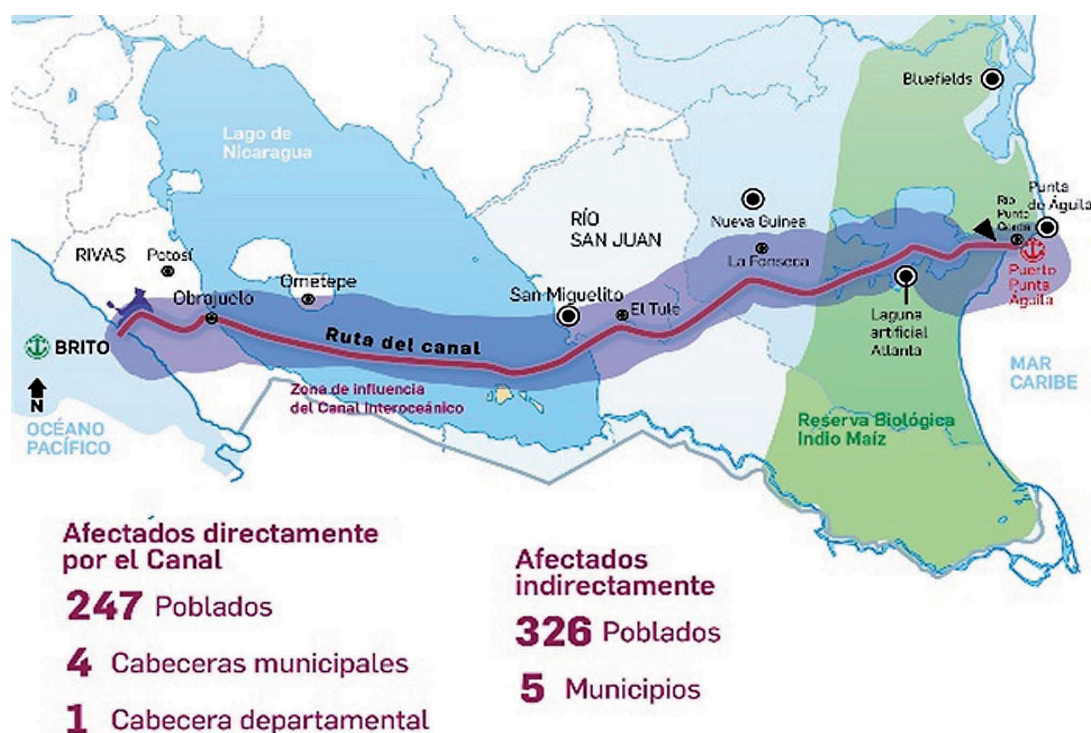 Bluefields
Lago de
Nicaragua
Punta
de Águila
Río
Punta
Gorda
RÍO
SAN JUAN
Nueva Guinea
RIVAS
Potosí
La Fonseca
Puerto
Punta
Águila
Ometepe
Obrajuelo
San Miguelito
El Tule
Laguna
artificial
Atlanta
Ruta del canal
BRITO
MAR
CARIBE
Zona de influencia
del Canal Interoceánico
N
OCÉANO
PACÍFICO
Reserva Biológica
Indio Maíz
Afectados directamente
por el Canal
247 Poblados
4 Cabeceras municipales
1 Cabecera departamental
Afectados
indirectamente
326 Poblados
5 Municipios